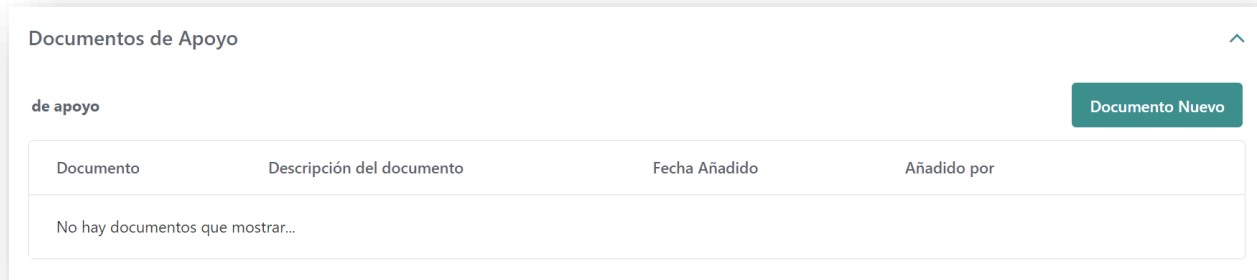 Documentos de Apoyo
de apoyo
Documento Nuevo
Documento Descripción del documento Fecha Añadido Añadido por
No hay documentos que mostrar...